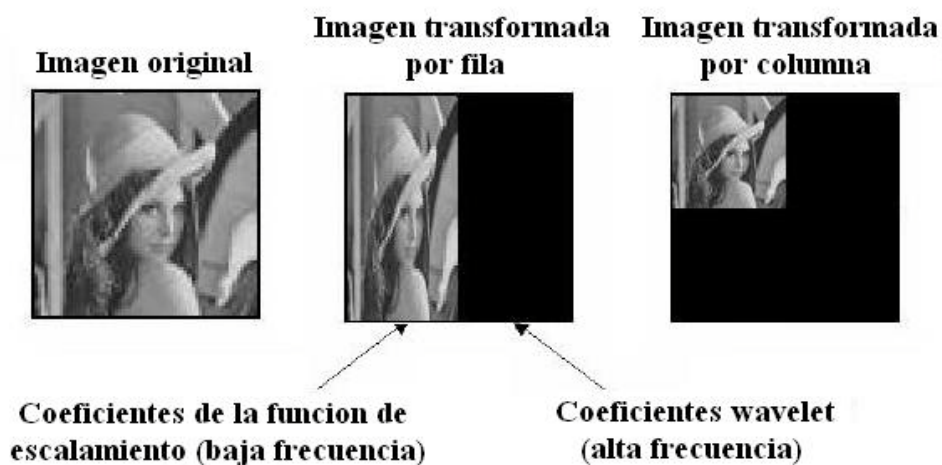 Imagen original
Imagen transformada
por fila
Imagen transformada
por columna
Coeficientes de la funcion de
escalamiento (baja frecuencia)
Coeficientes wavelet
(alta frecuencia)